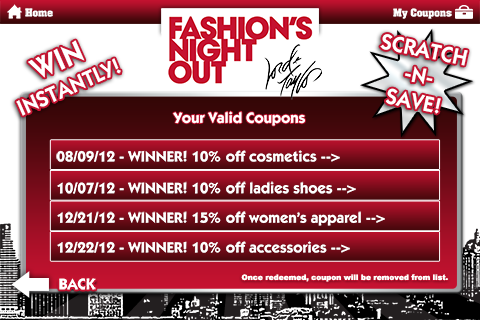 Home
My Coupons
FASHION'S
NIGHT
OUT
Lord & Taylor
WIN
INSTANTLY!
SCRATCH
-N-
SAVE!
Your Valid Coupons
08/09/12 - WINNER! 10% off cosmetics -->
10/07/12 - WINNER! 10% off ladies shoes -->
12/21/12 - WINNER! 15% off women's apparel -->
12/22/12 - WINNER! 10% off accessories -->
Once redeemed, coupon will be removed from list.
BACK